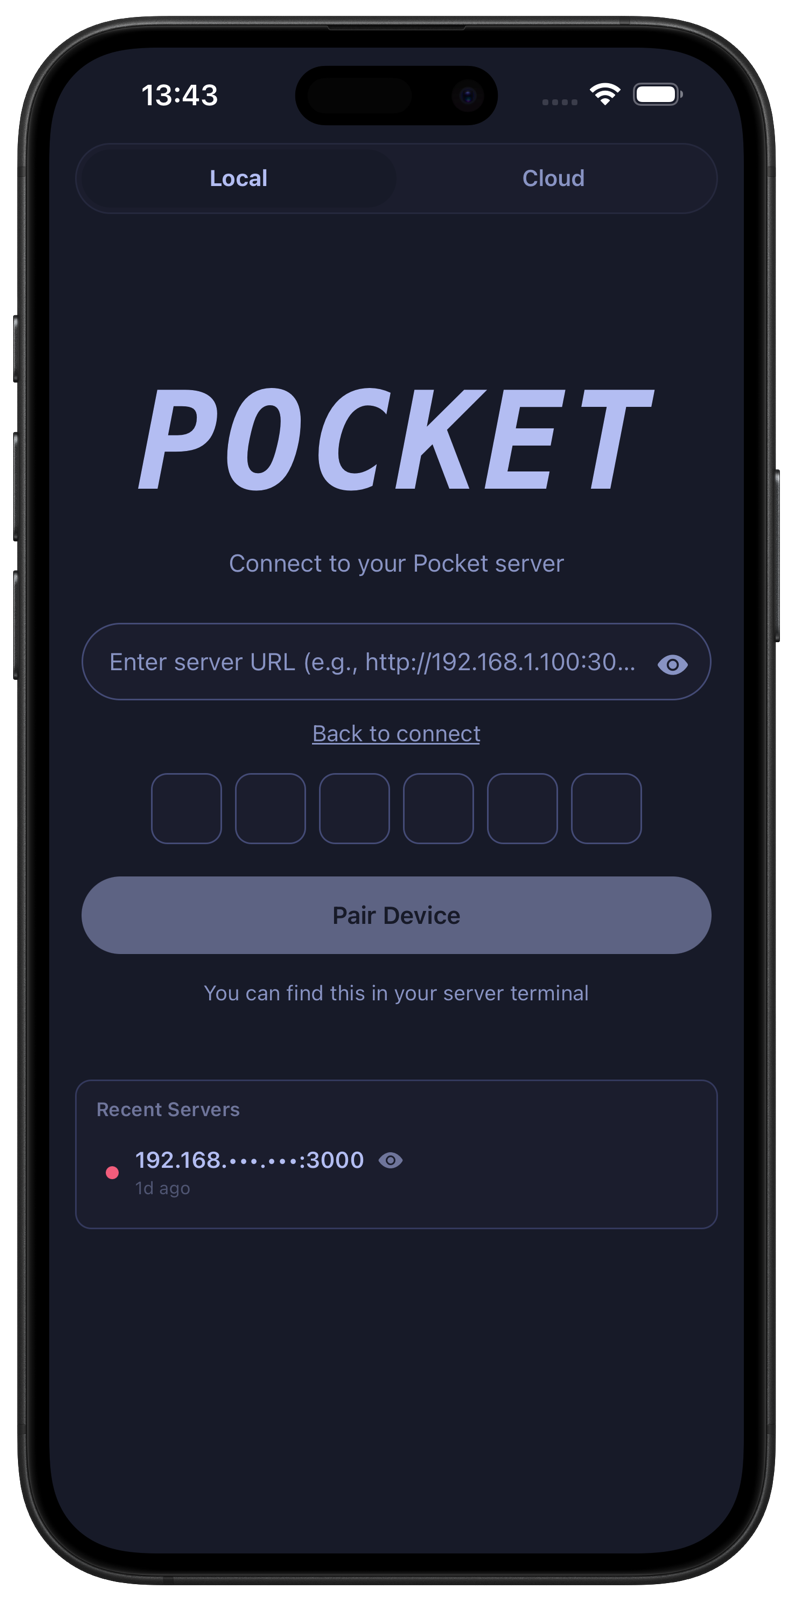 13:43
Local
Cloud
POCKET
Connect to your Pocket server
Enter server URL (e.g., http://192.168.1.100:30...
Back to connect
Pair Device
You can find this in your server terminal
Recent Servers
192.168.•••.•••:3000
1d ago